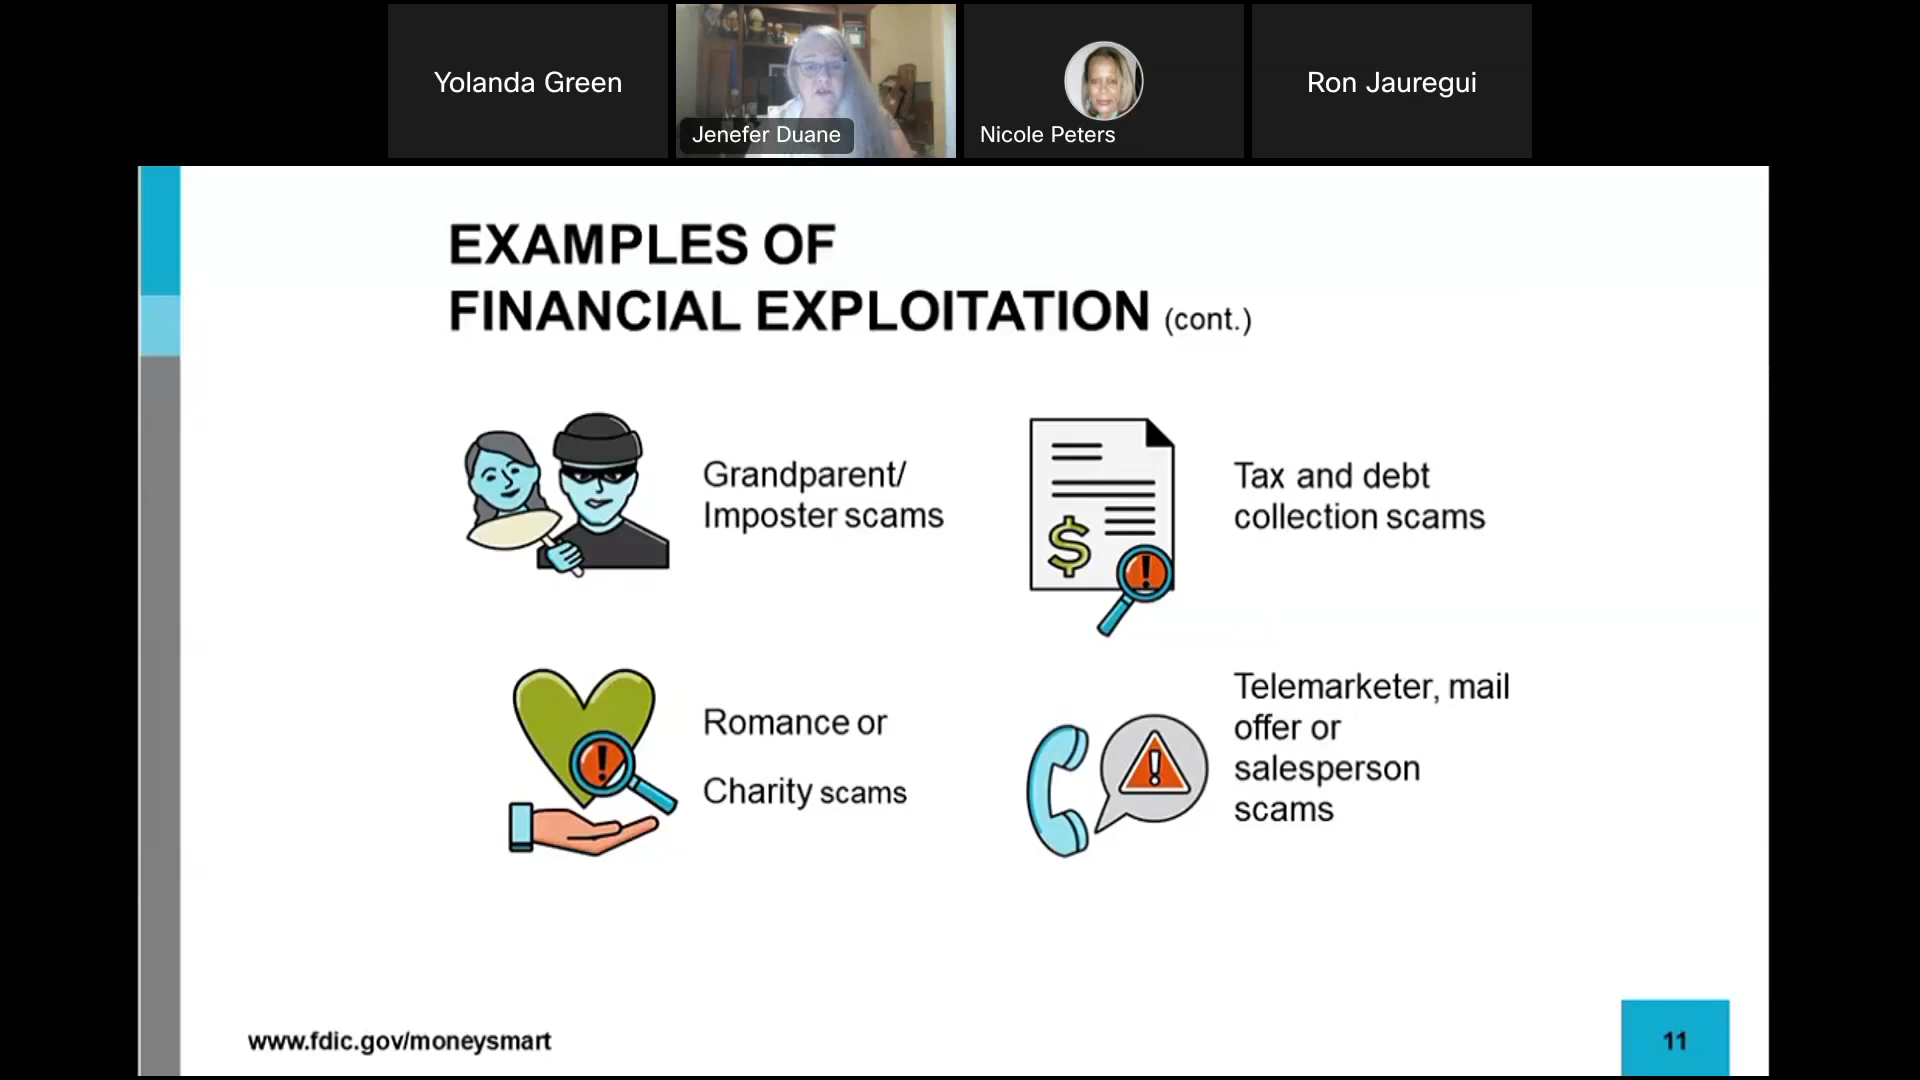 Yolanda Green
Jenefer Duane
Nicole Peters
Ron Jauregui
EXAMPLES OF
FINANCIAL EXPLOITATION (cont.)
Grandparent/
Imposter scams
Tax and debt
collection scams
$
!
Romance or
Charity scams
!
Telemarketer, mail
offer or
salesperson
scams
!
www.fdic.gov/moneysmart
11